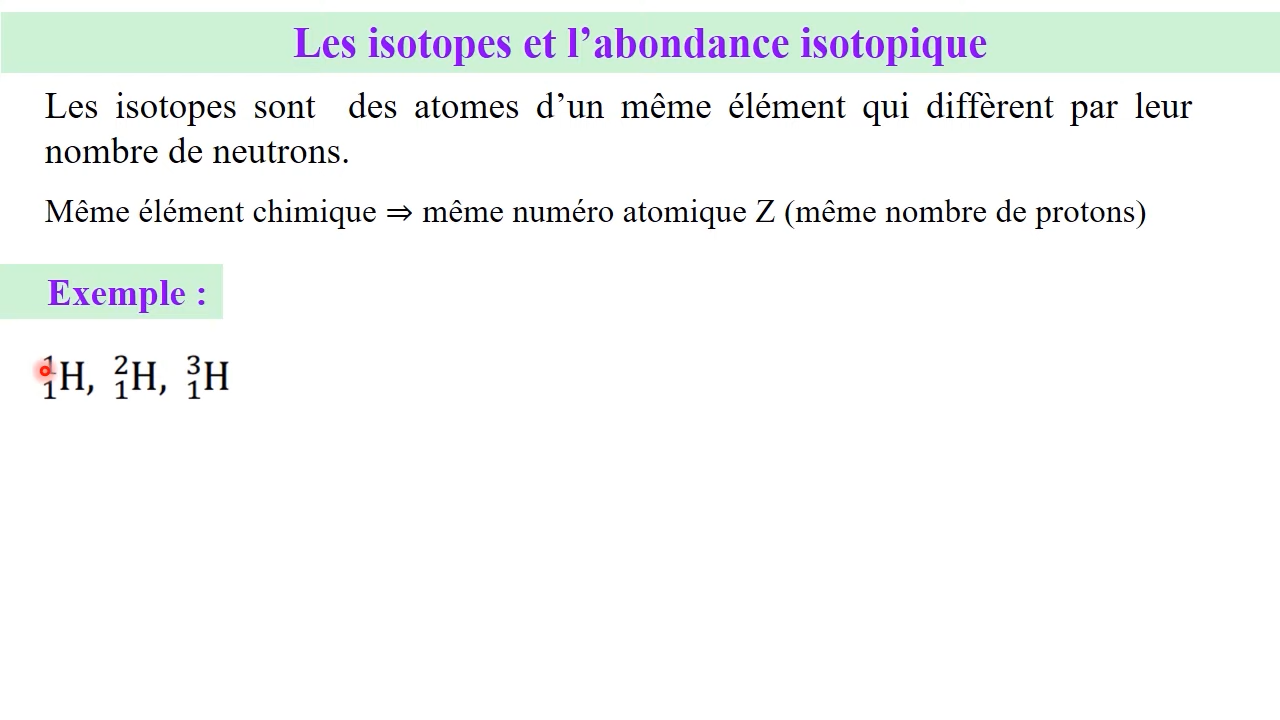 Les isotopes et l’abondance isotopique
Les isotopes sont des atomes d’un même élément qui diffèrent par leur
nombre de neutrons.
Même élément chimique ⇒ même numéro atomique Z (même nombre de protons)
Exemple :
¹₁H, ²₁H, ³₁H